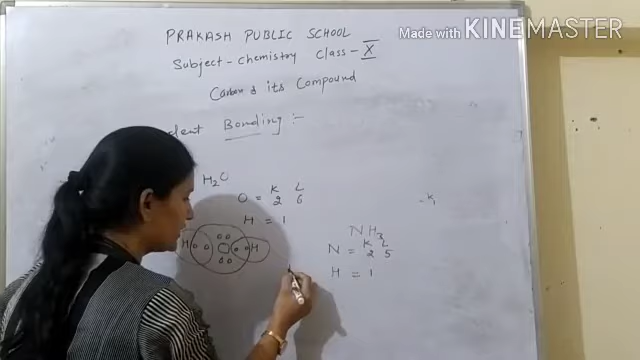 Made with KINEMASTER
PRAKASH PUBLIC SCHOOL
Subject - chemistry class - X
Carbon & its Compound
Bonding :-
H2O
K L
O = 2 6
H = 1
H H
NH3
K L
N = 2 5
H = 1